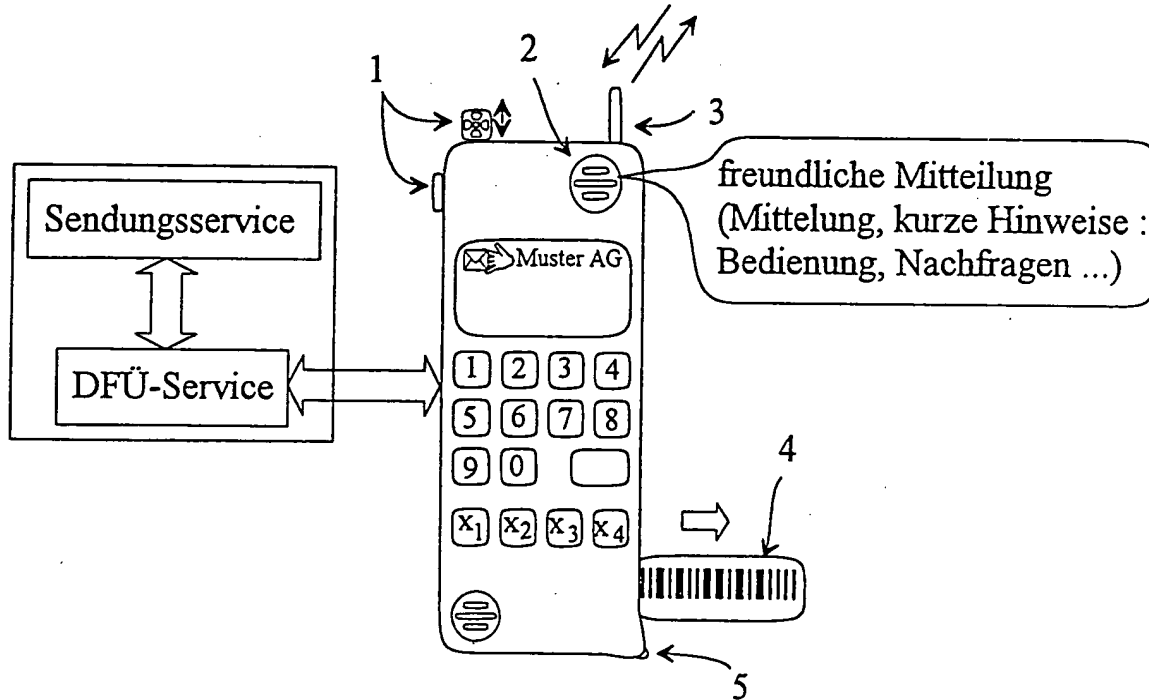 1
2
3
freundliche Mitteilung
(Mittelung, kurze Hinweise :
Bedienung, Nachfragen ...)
Sendungsservice
DFÜ-Service
Muster AG
1 2 3 4
5 6 7 8
9 0
x1 x2 x3 x4
4
5